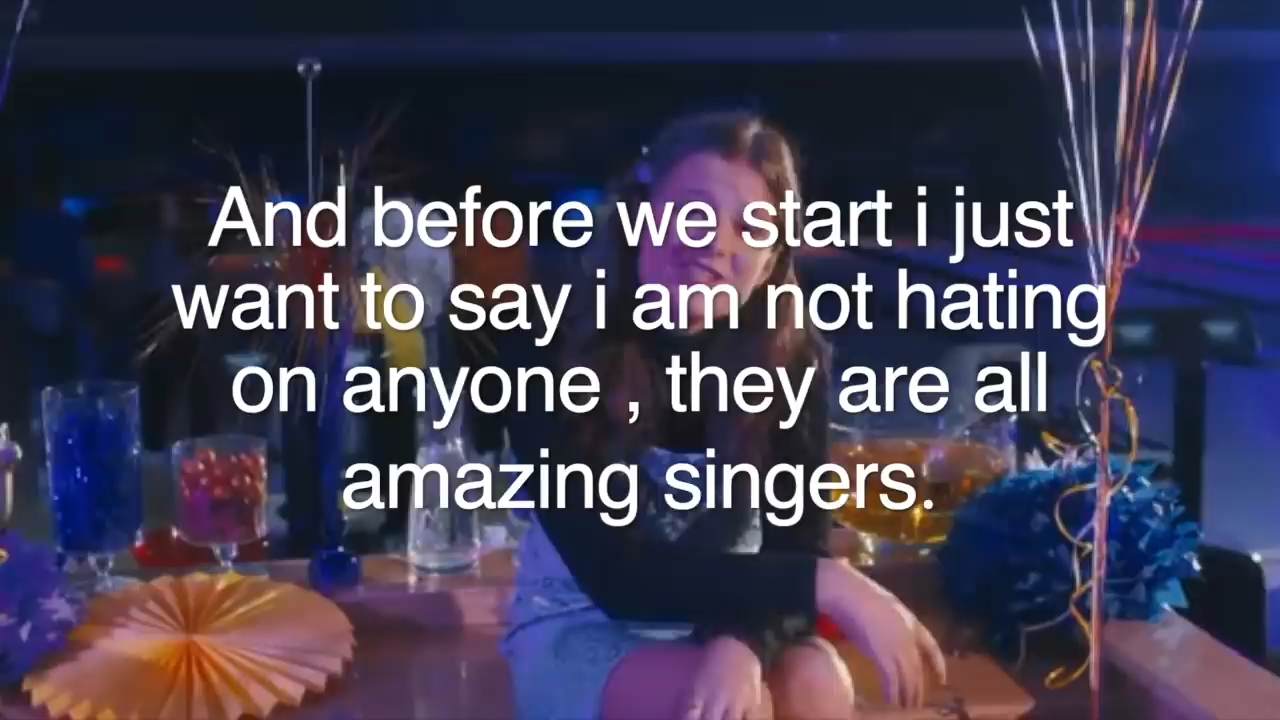 And before we start i just
want to say i am not hating
on anyone , they are all
amazing singers.